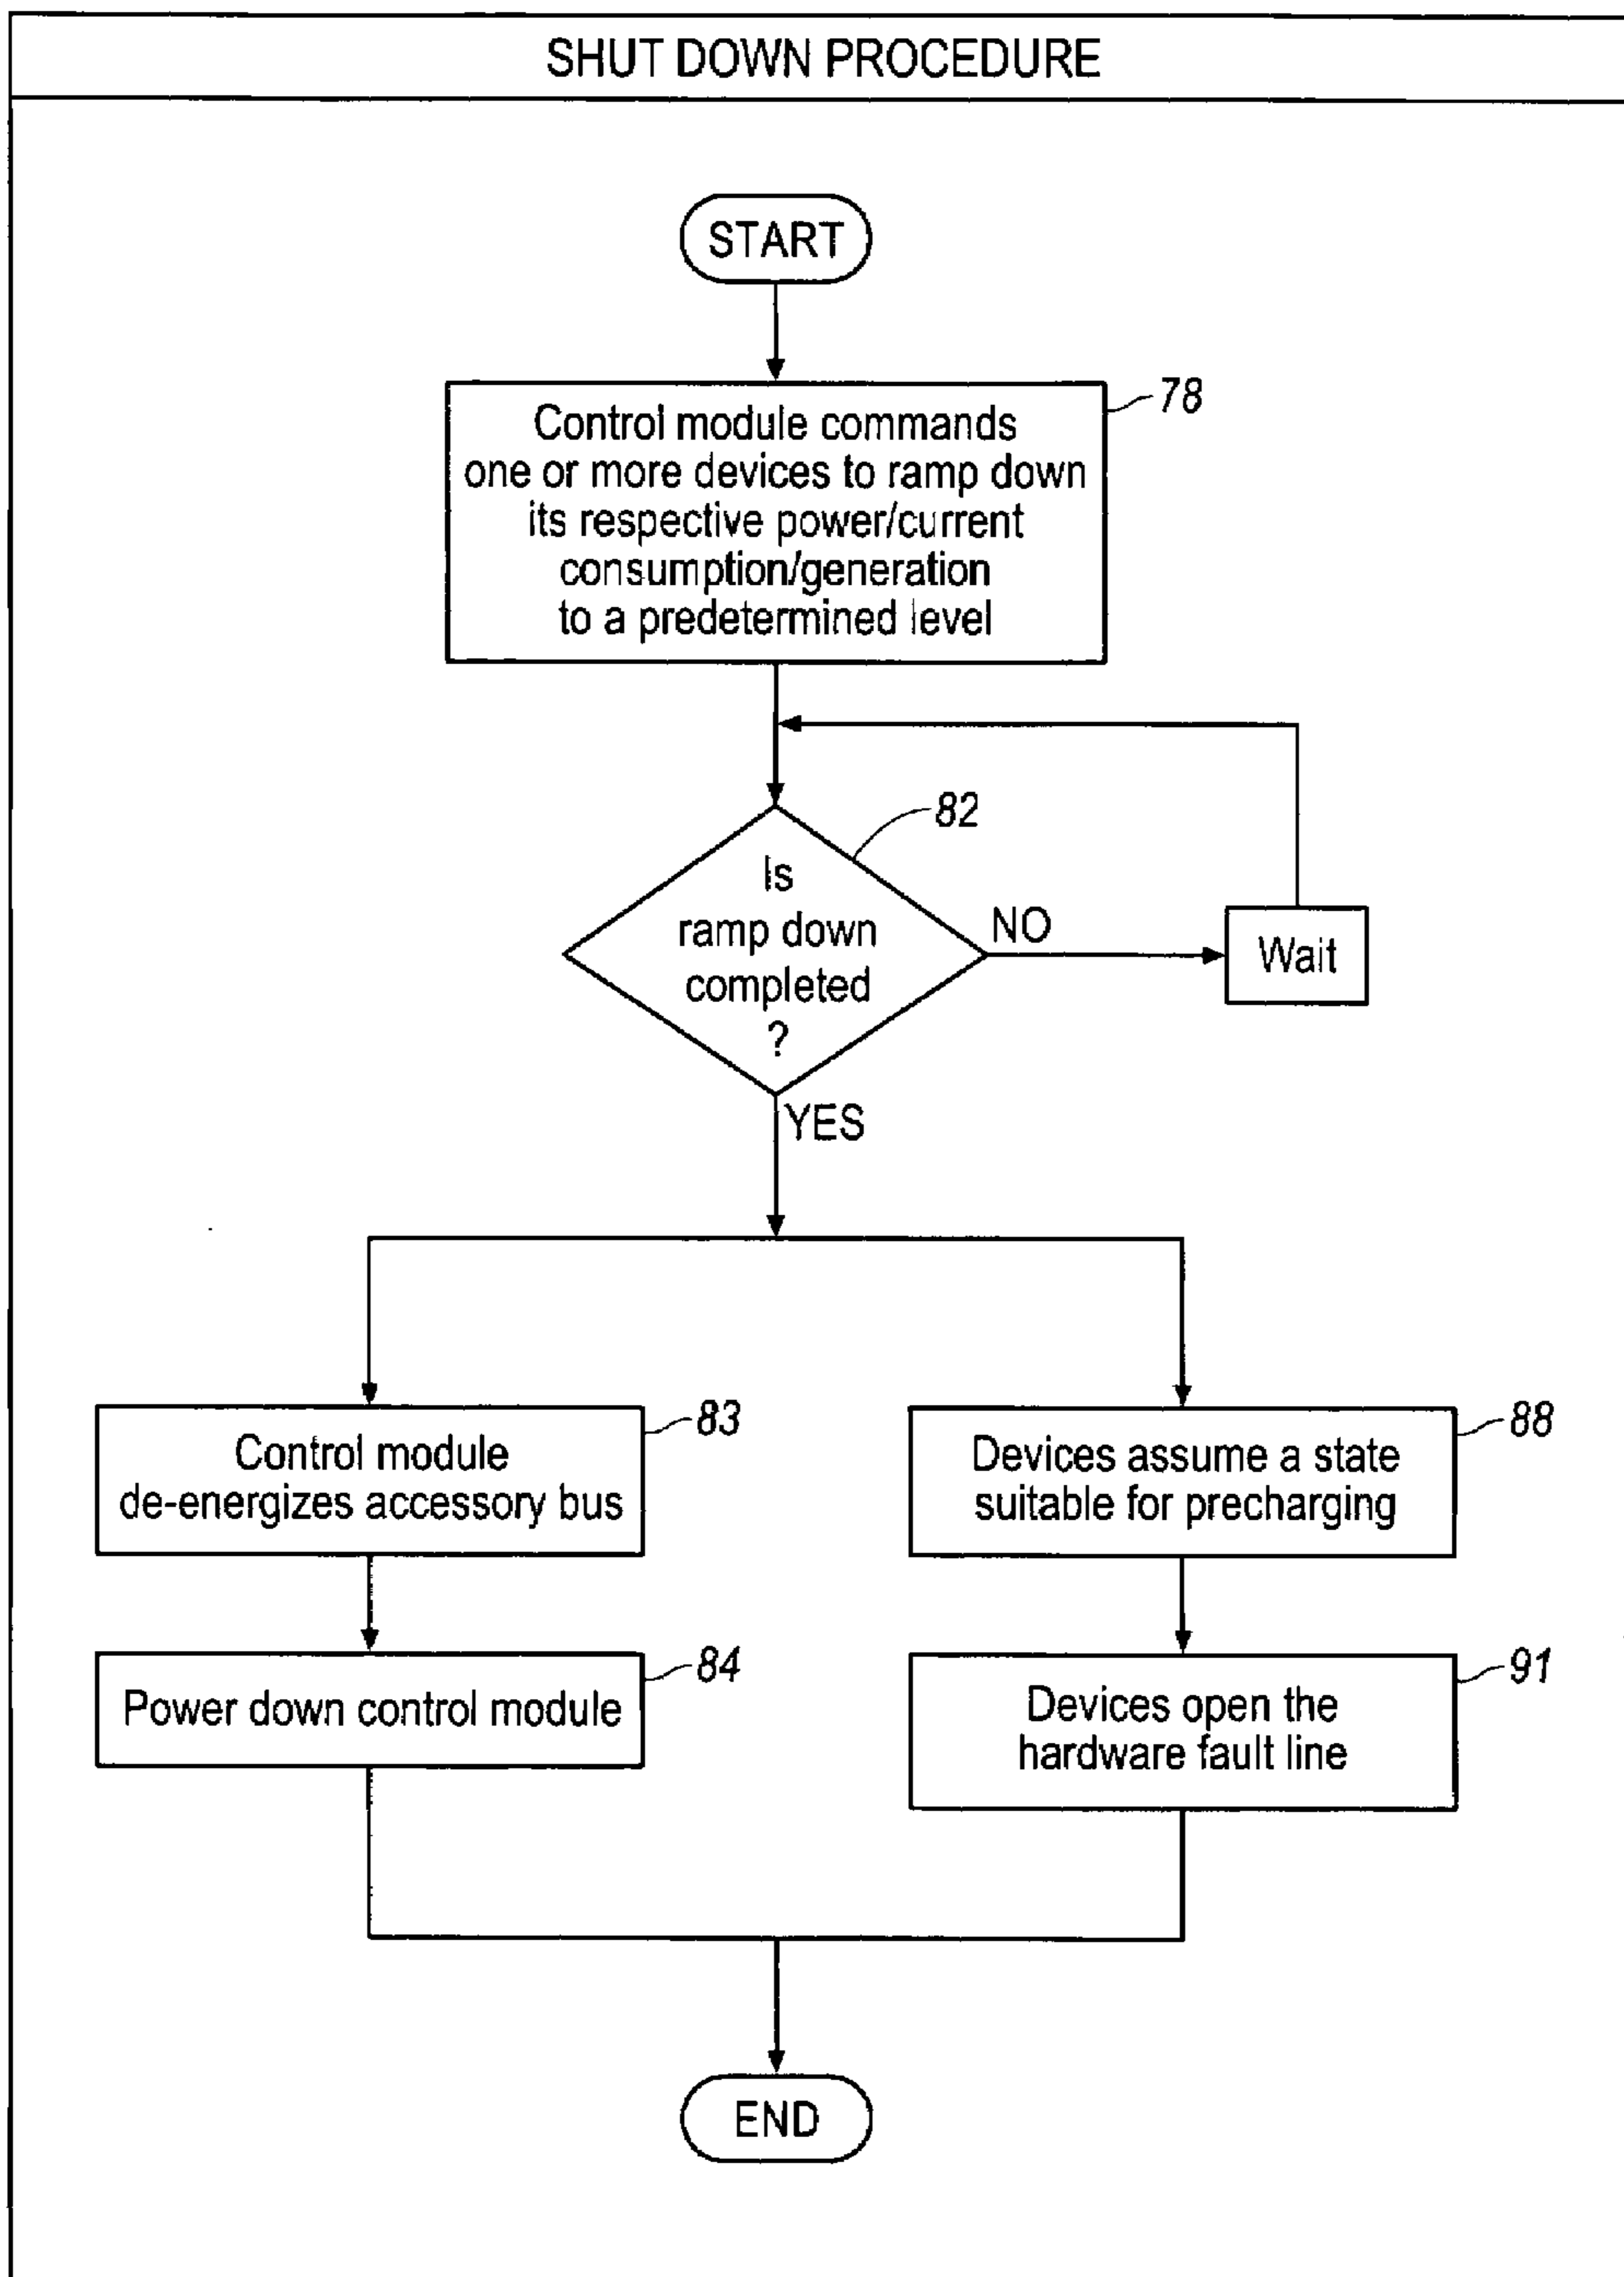 SHUT DOWN PROCEDURE
START
78
Control module commands
one or more devices to ramp down
its respective power/current
consumption/generation
to a predetermined level
82
Is
ramp down
completed
?
NO
Wait
YES
83
Control module
de-energizes accessory bus
88
Devices assume a state
suitable for precharging
84
Power down control module
91
Devices open the
hardware fault line
END